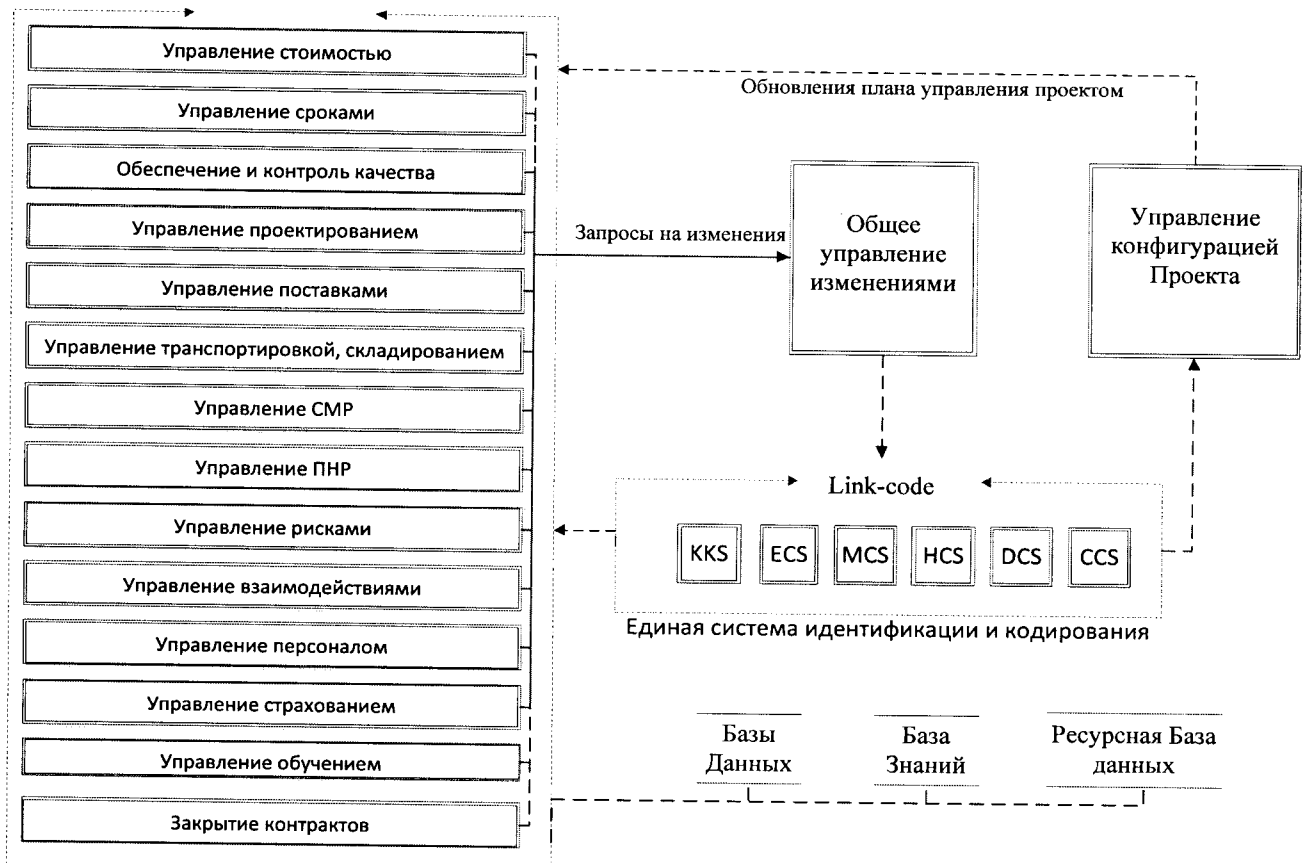 Управление стоимостью
Управление сроками
Обеспечение и контроль качества
Управление проектированием
Управление поставками
Управление транспортировкой, складированием
Управление СМР
Управление ПНР
Управление рисками
Управление взаимодействиями
Управление персоналом
Управление страхованием
Управление обучением
Закрытие контрактов
Обновления плана управления проектом
Запросы на изменения
Общее
управление
изменениями
Управление
конфигурацией
Проекта
Link-code
KKS
ECS
MCS
HCS
DCS
CCS
Единая система идентификации и кодирования
Базы
Данных
База
Знаний
Ресурсная База
данных